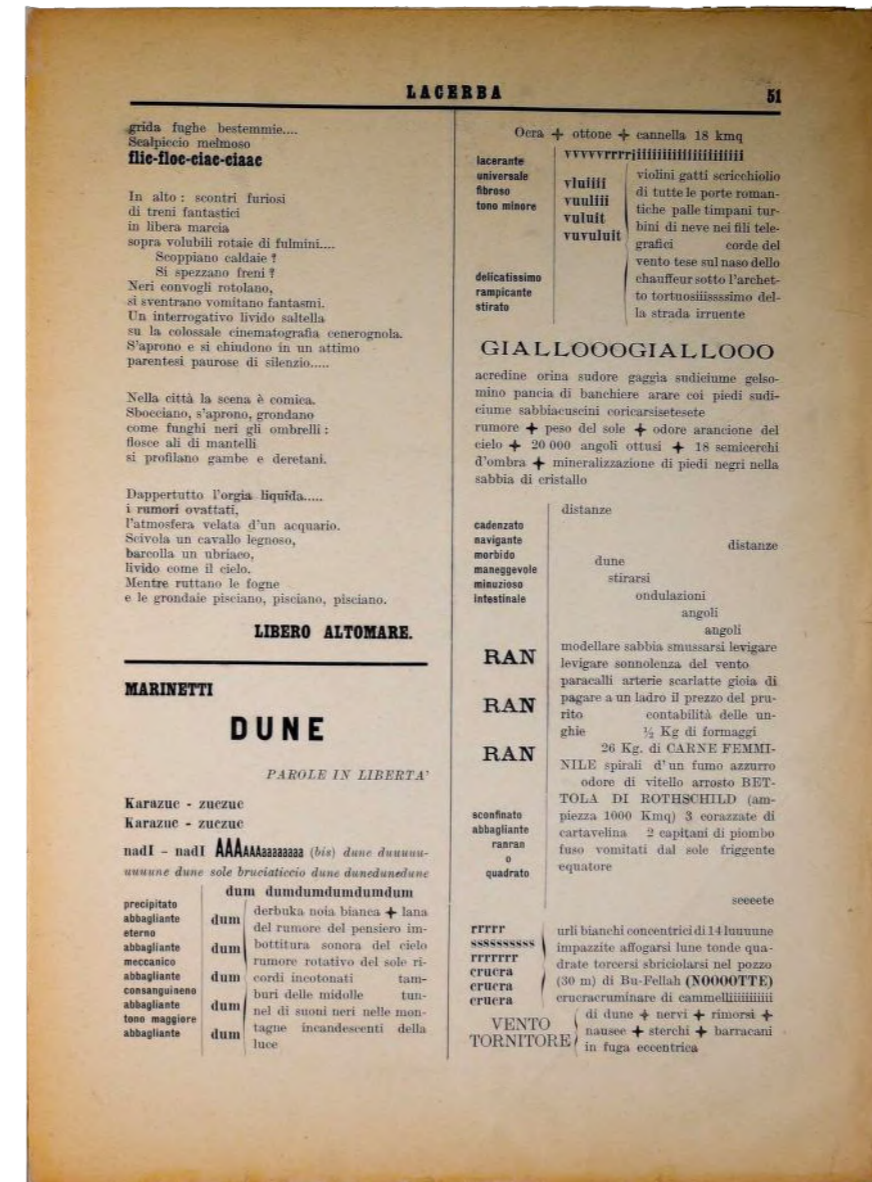 LACERBA
51
grida fughe bestemmie....
Scalpiccio melmoso
flic-floc-ciac-ciaac
In alto : scontri furiosi
di treni fantastici
in libera marcia
sopra volubili rotaie di fulmini....
Scoppiano caldaie ?
Si spezzano freni ?
Neri convogli rotolano,
si sventrano vomitano fantasmi.
Un interrogativo livido saltella
su la colossale cinematografia cenerognola.
S'aprono e si chiudono in un attimo
parentesi paurose di silenzio.....
Nella città la scena è comica.
Sbocciano, s'aprono, grondano
come funghi neri gli ombrelli :
flosce ali di mantelli
si profilano gambe e deretani.
Dappertutto l'orgia liquida.....
i rumori ovattati,
l'atmosfera velata d'un acquario.
Scivola un cavallo legnoso,
barcolla un ubriaco,
livido come il cielo.
Mentre ruttano le fogne
e le grondaie pisciano, pisciano, pisciano.
LIBERO ALTOMARE.
MARINETTI
DUNE
PAROLE IN LIBERTA'
Karazuc - zuczuc
Karazuc - zuczuc
nadI - nadI AAAAAAaaaaaaaa (bis) dune duuuuu-
uuuune dune sole bruciaticcio dune dunedunedune
dum dumdumdumdumdum
precipitato
abbagliante
eterno
abbagliante
meccanico
abbagliante
consanguineno
abbagliante
tono maggiore
abbagliante
dum
dum
dum
dum
dum
derbuka noia bianca + lana
del rumore del pensiero im-
bottitura sonora del cielo
rumore rotativo del sole ri-
cordi incotonati tam-
buri delle midolle tun-
nel di suoni neri nelle mon-
tagne incandescenti della
luce
Ocra + ottone + cannella 18 kmq
vvvvvrrrriiiiiiiiiiiiiiiiiiiiii
lacerante
universale
fibroso
tono minore
delicatissimo
rampicante
stirato
vluiiii
vuuliii
vuluit
vuvuluit
violini gatti scricchiolio
di tutte le porte roman-
tiche palle timpani tur-
bini di neve nei fili tele-
grafici corde del
vento tese sul naso dello
chauffeur sotto l'archet-
to tortuosiiissssimo del-
la strada irruente
GIALLOOOGIALLOOO
acredine orina sudore gaggia sudiciume gelso-
mino pancia di banchiere arare coi piedi sudi-
ciume sabbiacuscini coricarsisetesete
rumore + peso del sole + odore arancione del
cielo + 20 000 angoli ottusi + 18 semicerchi
d'ombra + mineralizzazione di piedi negri nella
sabbia di cristallo
cadenzato
navigante
morbido
maneggevole
minuzioso
intestinale
distanze
distanze
dune
stirarsi
ondulazioni
angoli
angoli
RAN
RAN
RAN
modellare sabbia smussarsi levigare
levigare sonnolenza del vento
paracalli arterie scarlatte gioia di
pagare a un ladro il prezzo del pru-
rito contabilità delle un-
ghie ½ Kg di formaggi
26 Kg. di CARNE FEMMI-
NILE spirali d'un fumo azzurro
odore di vitello arrosto BET-
TOLA DI ROTHSCHILD (am-
piezza 1000 Kmq) 3 corazzate di
cartavelina 2 capitani di piombo
fuso vomitati dal sole friggente
equatore
sconfinato
abbagliante
ranran
o
quadrato
seeeete
rrrrr
ssssssssss
rrrrrrr
crucra
crucra
crucra
urli bianchi concentrici di 14 luuuune
impazzite affogarsi lune tonde qua-
drate torcersi sbriciolarsi nel pozzo
(30 m) di Bu-Fellah (NOOOOTTE)
crucracruminare di cammelliiiiiiiiiii
VENTO
TORNITORE
di dune + nervi + rimorsi +
nausee + sterchi + barracani
in fuga eccentrica